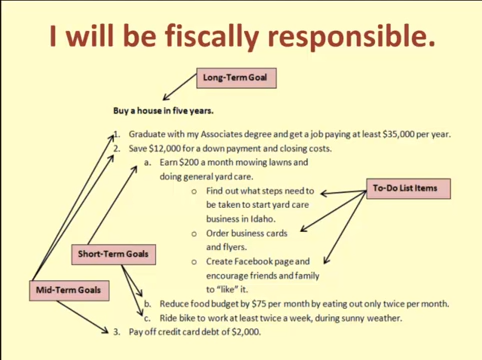 I will be fiscally responsible.
Long-Term Goal
Buy a house in five years.
1. Graduate with my Associates degree and get a job paying at least $35,000 per year.
2. Save $12,000 for a down payment and closing costs.
a. Earn $200 a month mowing lawns and
doing general yard care.
○ Find out what steps need to
be taken to start yard care
business in Idaho.
○ Order business cards
and flyers.
○ Create Facebook page and
encourage friends and family
to “like” it.
To-Do List Items
Short-Term Goals
Mid-Term Goals
b. Reduce food budget by $75 per month by eating out only twice per month.
c. Ride bike to work at least twice a week, during sunny weather.
3. Pay off credit card debt of $2,000.